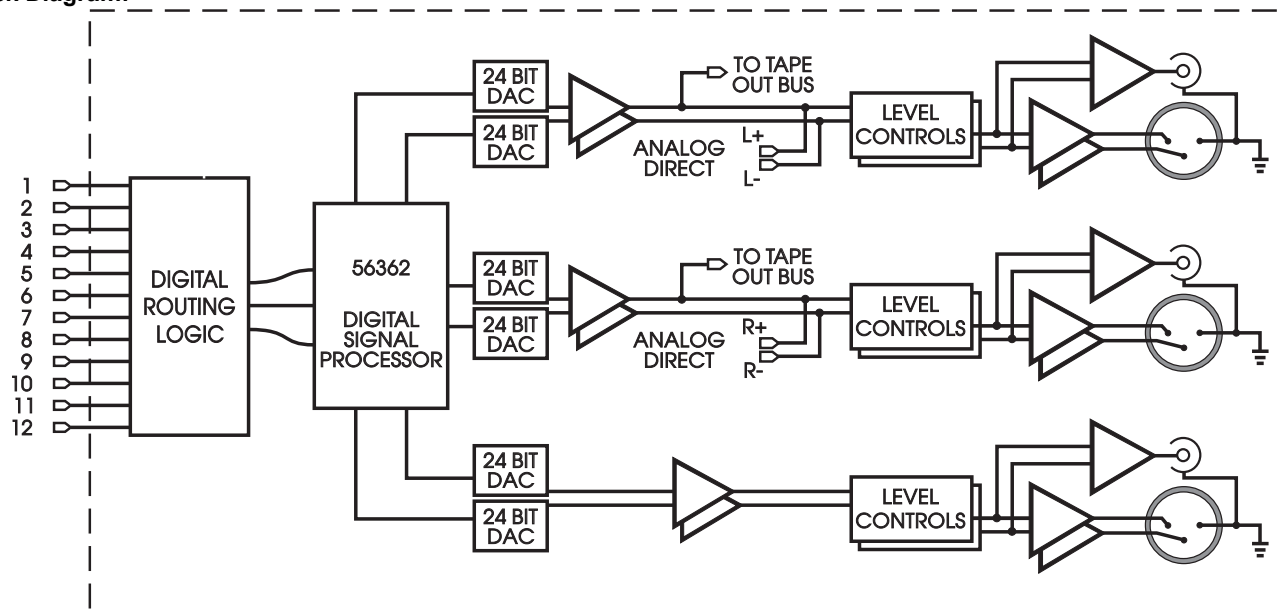 24 BIT
DAC
24 BIT
DAC
TO TAPE
OUT BUS
ANALOG
DIRECT
L+
L-
LEVEL
CONTROLS
1
2
3
4
5
6
7
8
9
10
11
12
DIGITAL
ROUTING
LOGIC
56362
DIGITAL
SIGNAL
PROCESSOR
24 BIT
DAC
24 BIT
DAC
TO TAPE
OUT BUS
ANALOG
DIRECT
R+
R-
LEVEL
CONTROLS
24 BIT
DAC
24 BIT
DAC
LEVEL
CONTROLS